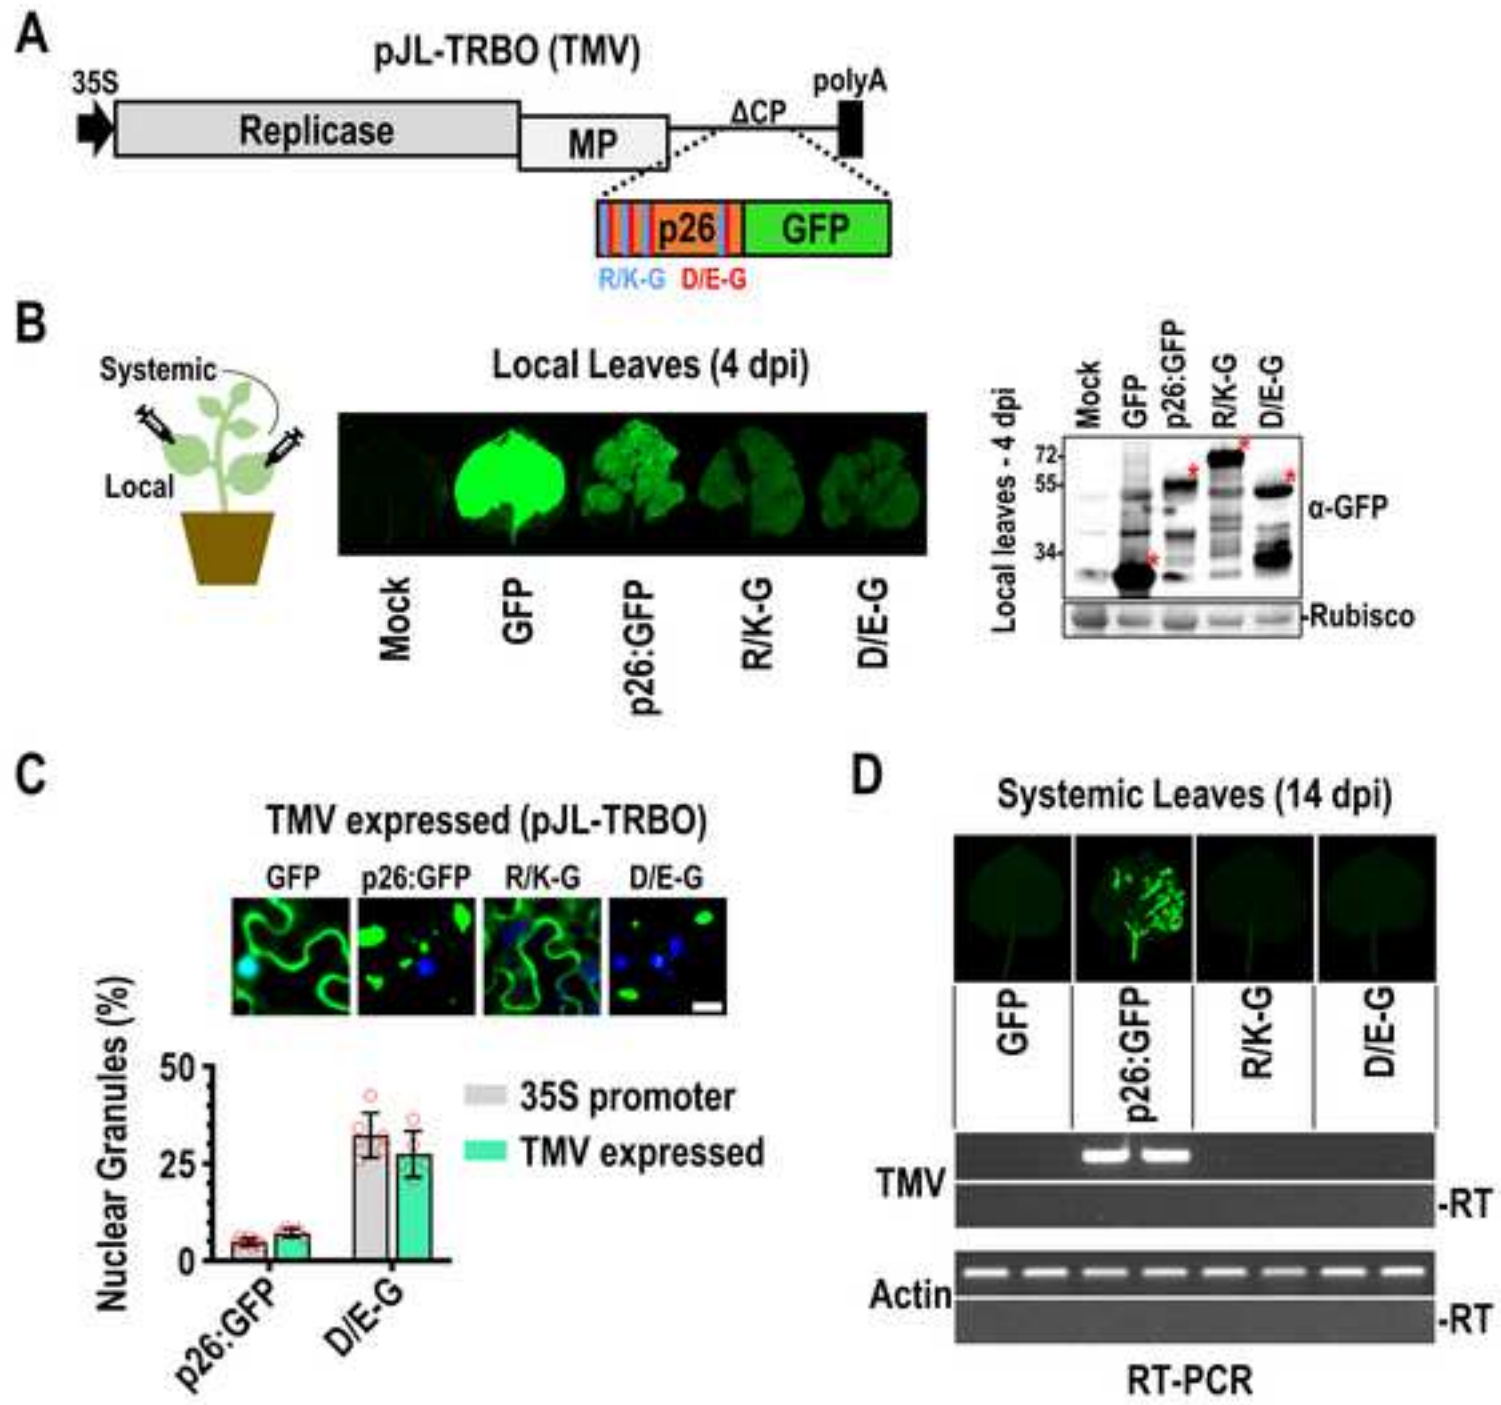 A
pJL-TRBO (TMV)
35S
polyA
Replicase
MP
ΔCP
p26
GFP
R/K-G
D/E-G
B
Systemic
Local
Local Leaves (4 dpi)
Mock
GFP
p26:GFP
R/K-G
D/E-G
Local leaves - 4 dpi
Mock
GFP
p26:GFP
R/K-G
D/E-G
72-
55-
34-
*
*
*
*
α-GFP
-Rubisco
C
TMV expressed (pJL-TRBO)
GFP
p26:GFP
R/K-G
D/E-G
Nuclear Granules (%)
50
25
0
p26:GFP
D/E-G
35S promoter
TMV expressed
D
Systemic Leaves (14 dpi)
GFP
p26:GFP
R/K-G
D/E-G
TMV
-RT
Actin
-RT
RT-PCR